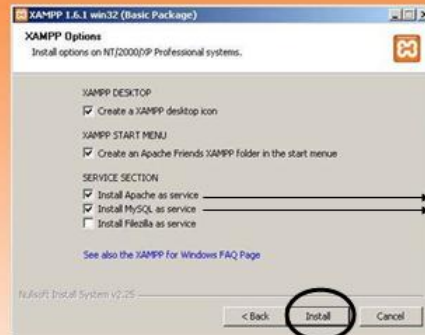 XAMPP 1.6.1 win32 (Basic Package)
XAMPP Options
Install options on NT/2000/XP Professional systems.
XAMPP DESKTOP
Create a XAMPP desktop icon
XAMPP START MENU
Create an Apache Friends XAMPP folder in the start menue
SERVICE SECTION
Install Apache as service
Install MySQL as service
Install Filezilla as service
See also the XAMPP for Windows FAQ Page
Nullsoft Install System v2.25
< Back Install Cancel